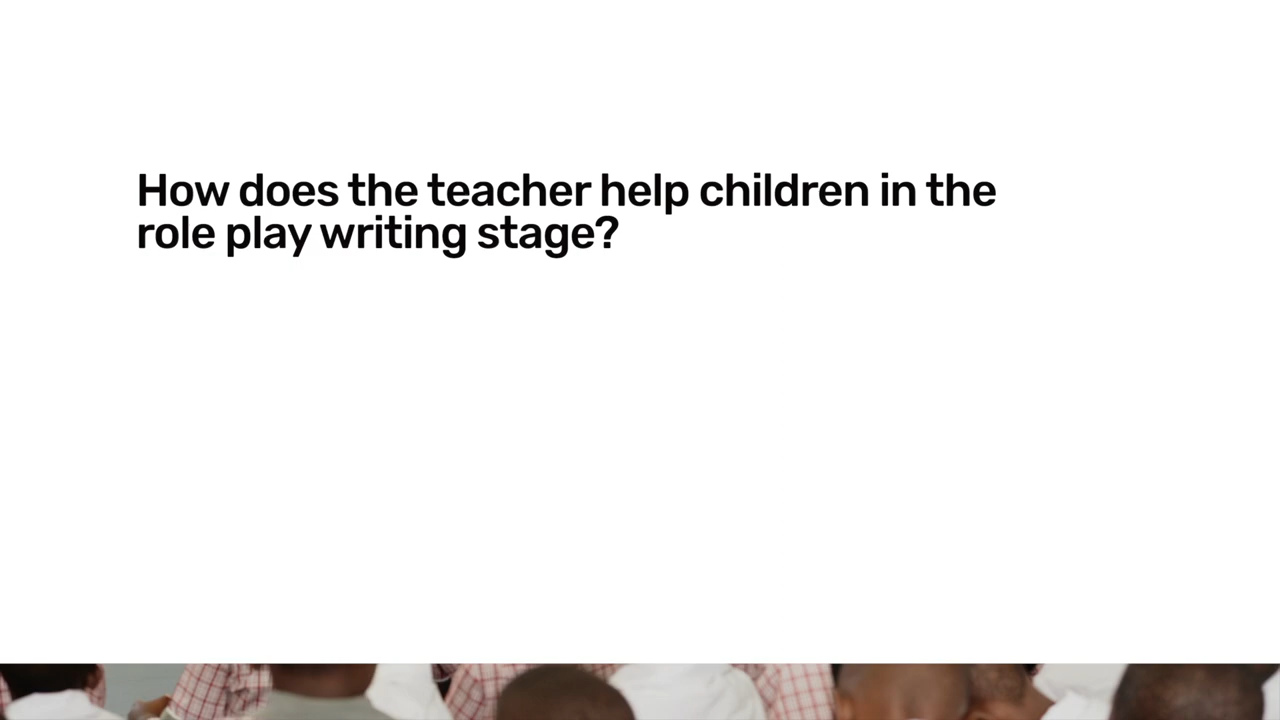 How does the teacher help children in the
role play writing stage?